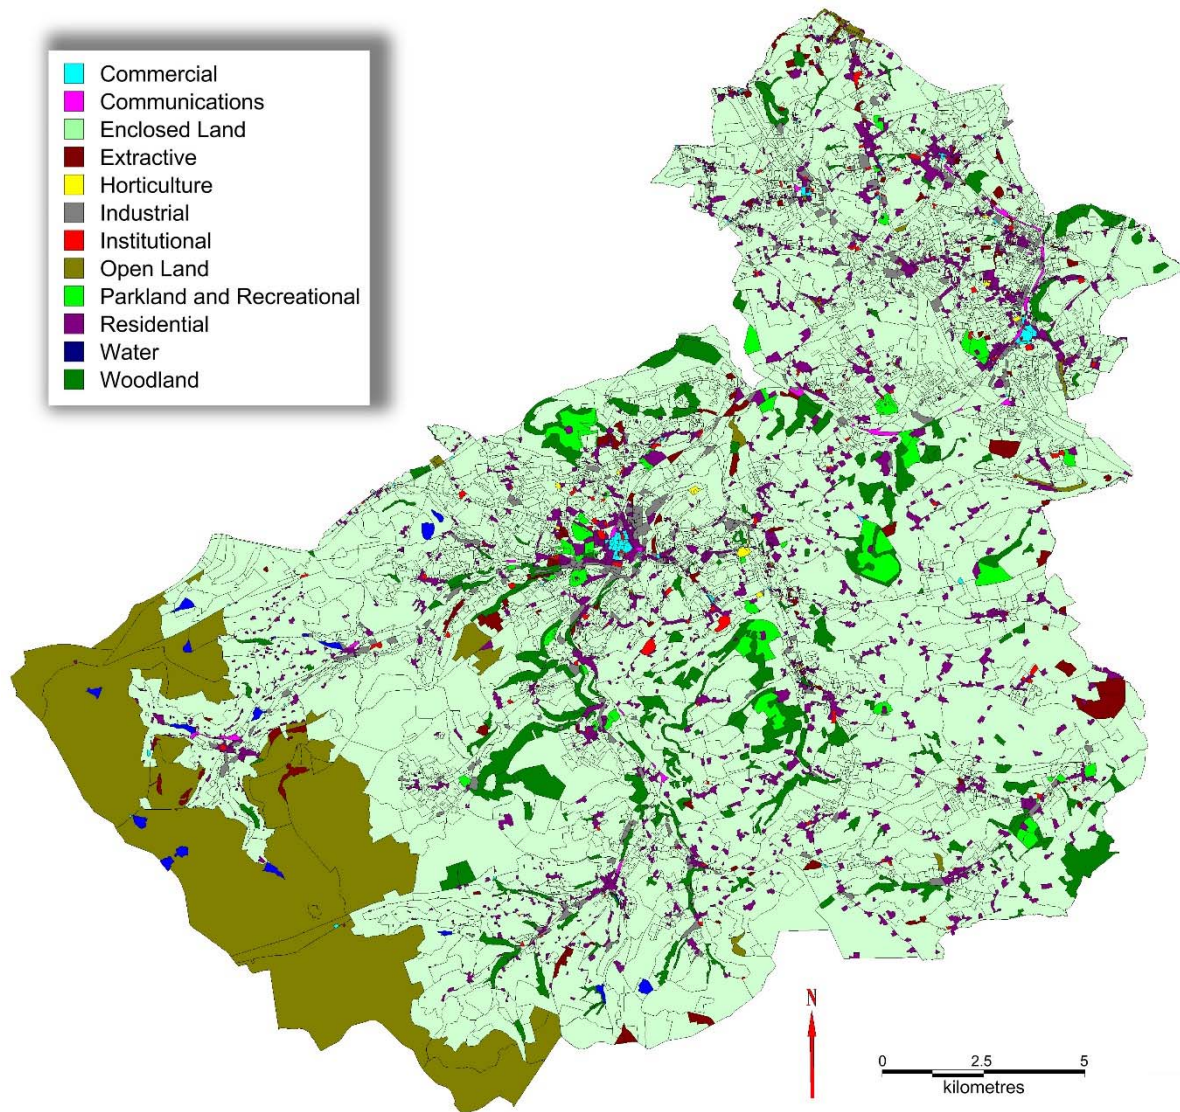 Commercial
Communications
Enclosed Land
Extractive
Horticulture
Industrial
Institutional
Open Land
Parkland and Recreational
Residential
Water
Woodland
N
0 2.5 5
kilometres